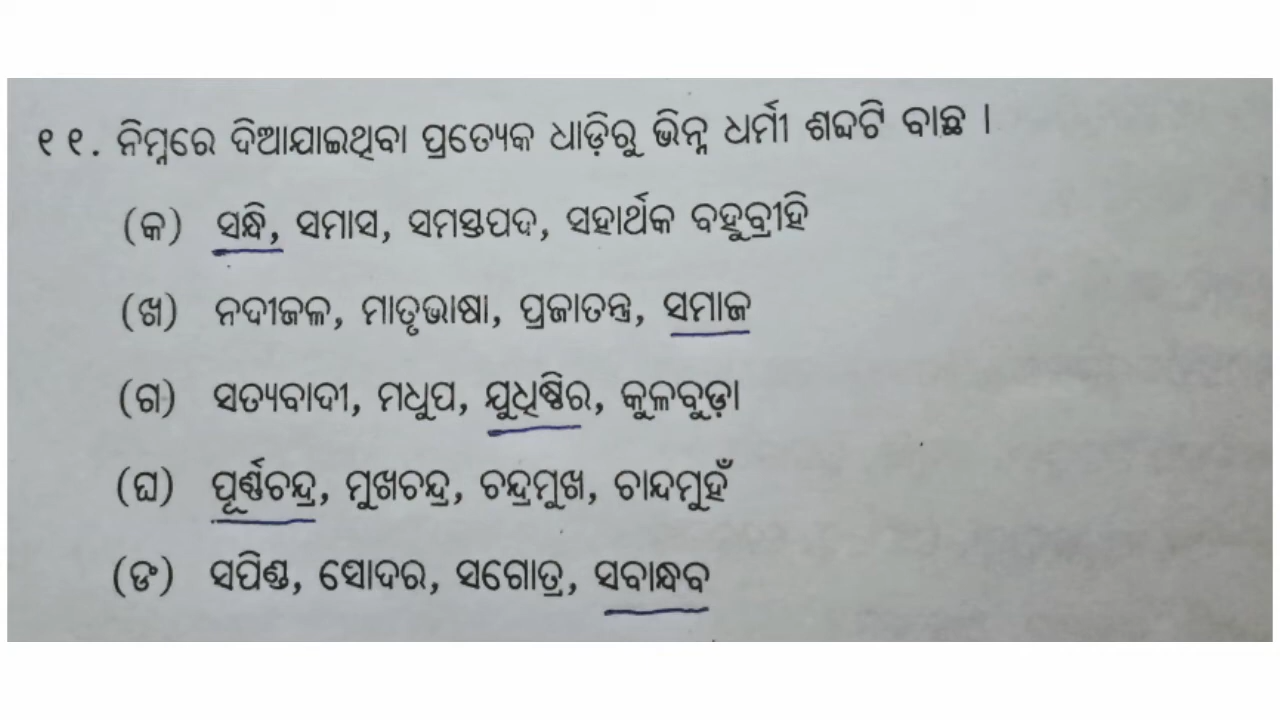 ୧୧. ନିମ୍ନରେ ଦିଆଯାଇଥିବା ପ୍ରତ୍ୟେକ ଧାଡ଼ିରୁ ଭିନ୍ନ ଧର୍ମୀ ଶବ୍ଦଟି ବାଛ ।
(କ) ସନ୍ଧି, ସମାସ, ସମସ୍ତପଦ, ସହାର୍ଥକ ବହୁବ୍ରୀହି
(ଖ) ନଦୀଜଳ, ମାତୃଭାଷା, ପ୍ରଜାତନ୍ତ୍ର, ସମାଜ
(ଗ) ସତ୍ୟବାଦୀ, ମଧୁପ, ଯୁଧିଷ୍ଠିର, କୁଳବୁଡ଼ା
(ଘ) ପୂର୍ଣ୍ଣଚନ୍ଦ୍ର, ମୁଖଚନ୍ଦ୍ର, ଚନ୍ଦ୍ରମୁଖ, ଚାନ୍ଦମୁହଁ
(ଙ) ସପିଣ୍ଡ, ସୋଦର, ସଗୋତ୍ର, ସବାନ୍ଧବ